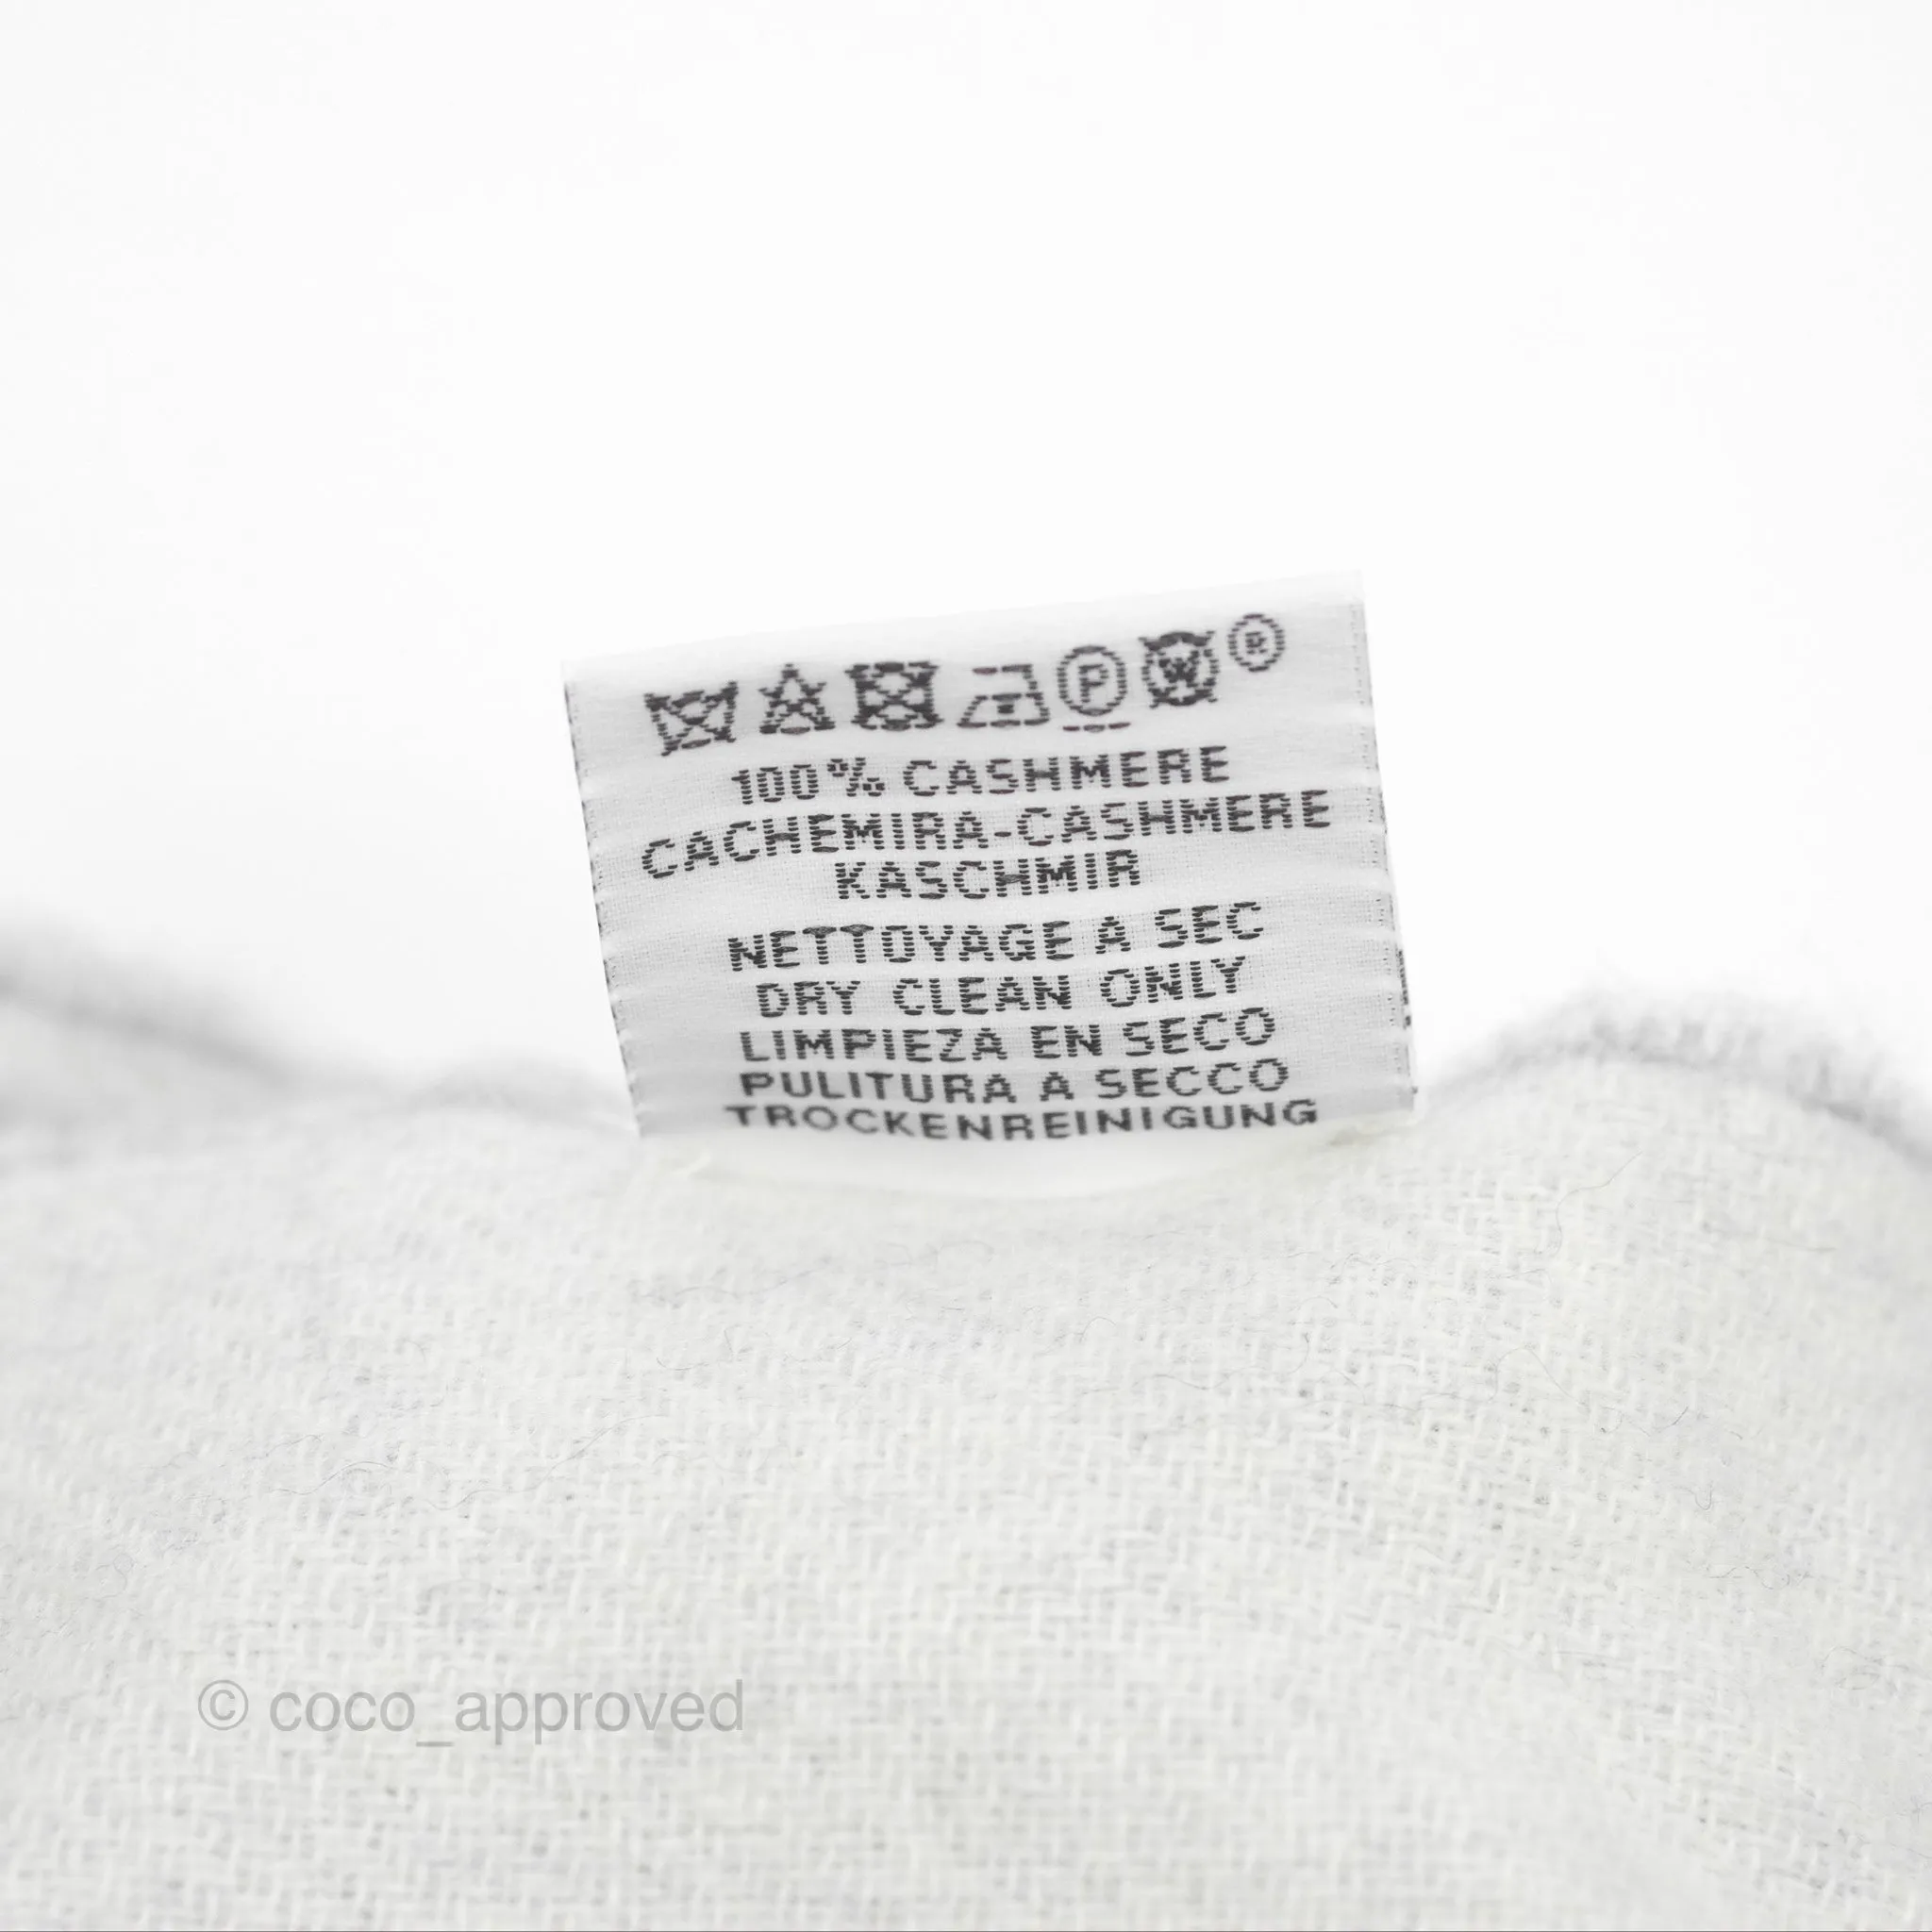 P W ®
100% CASHMERE
CACHEMIRA-CASHMERE
KASCHMIR
NETTOYAGE A SEC
DRY CLEAN ONLY
LIMPIEZA EN SECO
PULITURA A SECCO
TROCKENREINIGUNG
© coco_approved